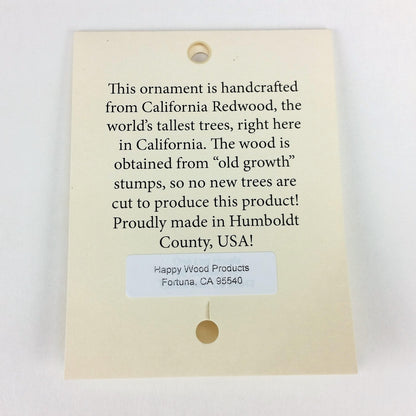 This ornament is handcrafted
from California Redwood, the
world's tallest trees, right here
in California. The wood is
obtained from “old growth”
stumps, so no new trees are
cut to produce this product!
Proudly made in Humboldt
County, USA!
Happy Wood Products
Fortuna, CA 95540